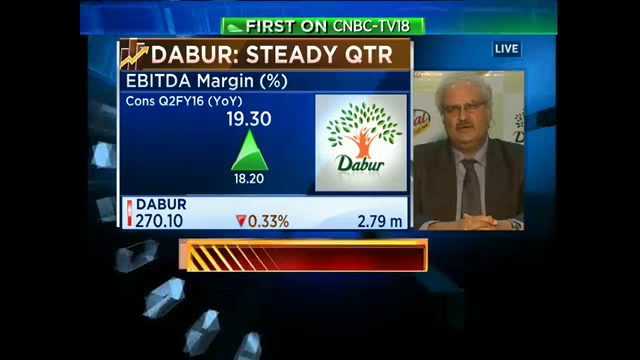 FIRST ON CNBC-TV18
DABUR: STEADY QTR
LIVE
EBITDA Margin (%)
Cons Q2FY16 (YoY)
19.30
18.20
Dabur
DABUR
270.10 0.33% 2.79 m